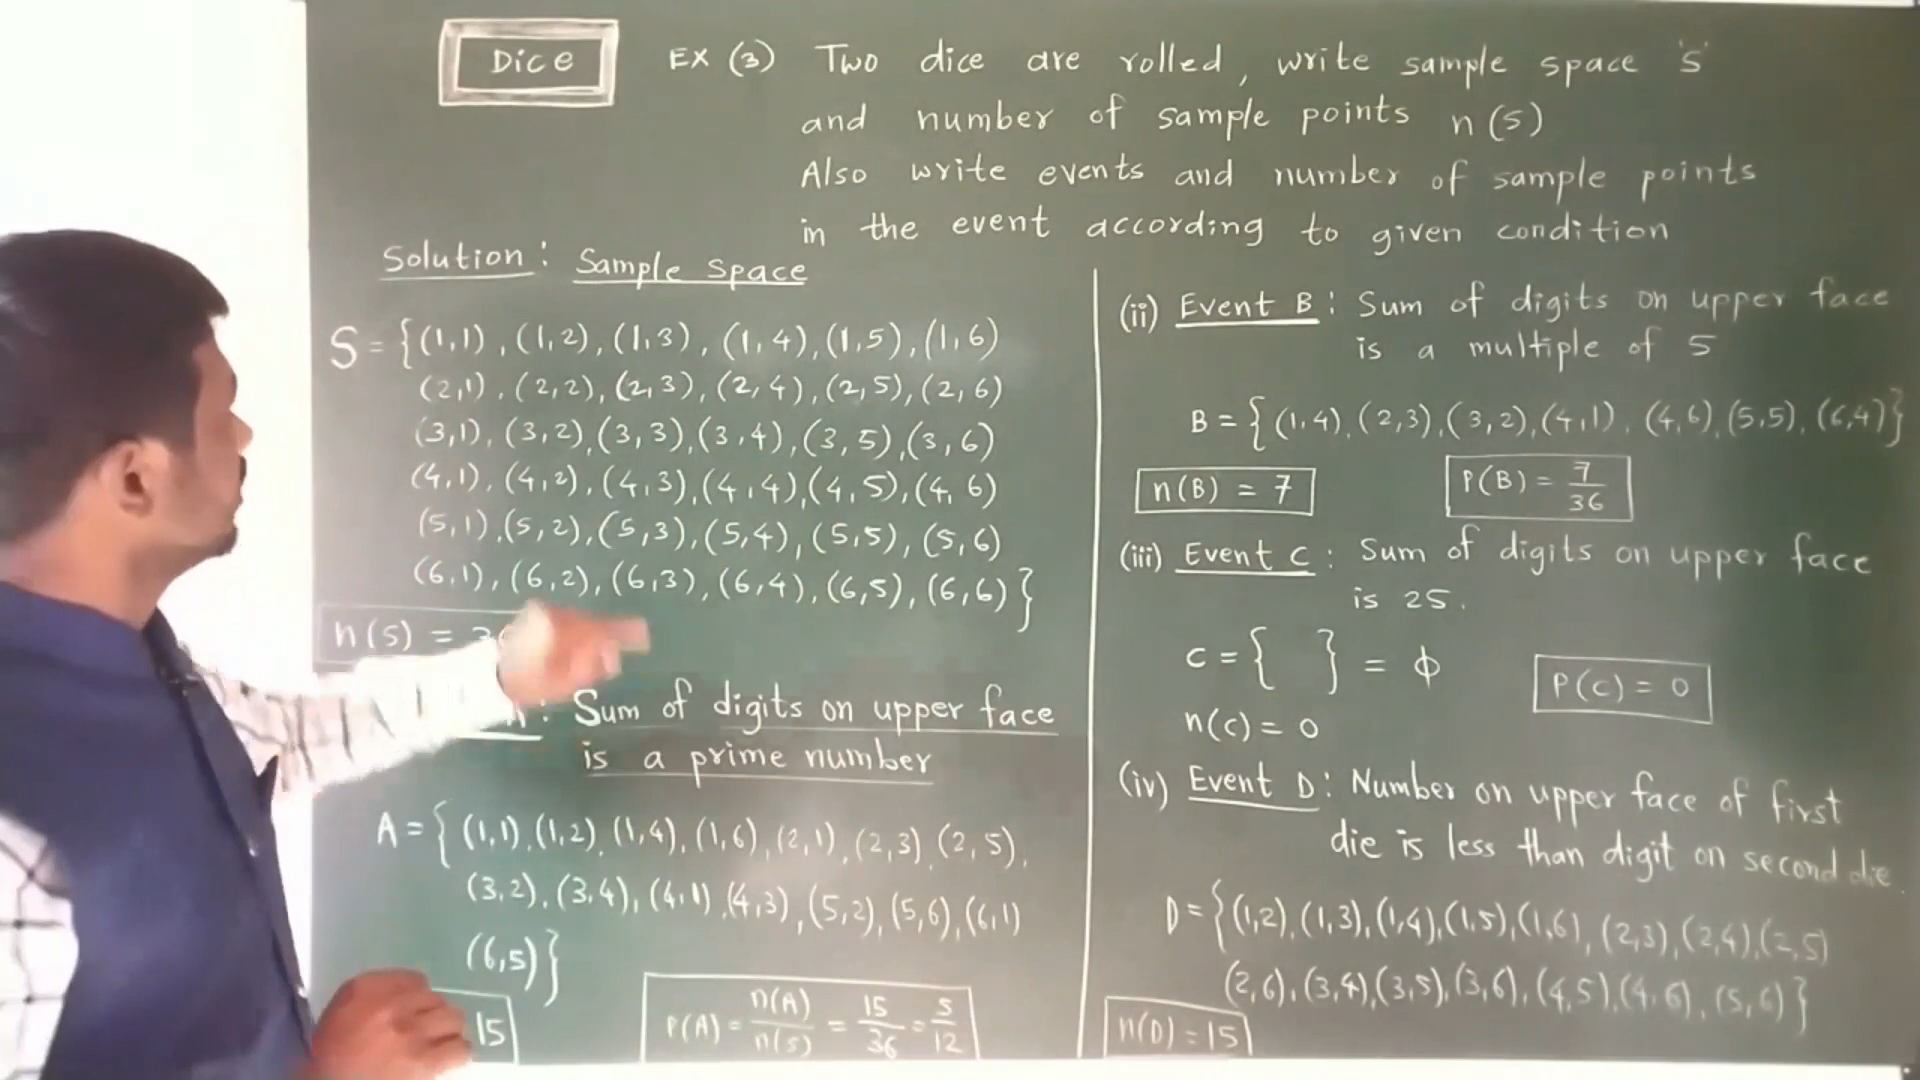 Dice
EX (3) Two dice are rolled, write sample space 's'
and number of sample points n(s)
Also write events and number of sample points
in the event according to given condition
Solution: Sample space
S = {(1,1), (1,2), (1,3), (1,4), (1,5), (1,6)
(2,1), (2,2), (2,3), (2,4), (2,5), (2,6)
(3,1), (3,2), (3,3), (3,4), (3,5), (3,6)
(4,1), (4,2), (4,3), (4,4), (4,5), (4,6)
(5,1), (5,2), (5,3), (5,4), (5,5), (5,6)
(6,1), (6,2), (6,3), (6,4), (6,5), (6,6)}
n(s) = 3
: Sum of digits on upper face
is a prime number
A = {(1,1), (1,2), (1,4), (1,6), (2,1), (2,3), (2,5),
(3,2), (3,4), (4,1), (4,3), (5,2), (5,6), (6,1)
(6,5)}
15
P(A) = n(A)/n(s) = 15/36 = 5/12
(ii) Event B: Sum of digits on upper face
is a multiple of 5
B = {(1,4), (2,3), (3,2), (4,1), (4,6), (5,5), (6,4)}
n(B) = 7
P(B) = 7/36
(iii) Event C: Sum of digits on upper face
is 25.
C = { } = ϕ
P(C) = 0
n(C) = 0
(iv) Event D: Number on upper face of first
die is less than digit on second die.
D = {(1,2), (1,3), (1,4), (1,5), (1,6), (2,3), (2,4), (2,5)
(2,6), (3,4), (3,5), (3,6), (4,5), (4,6), (5,6)}
n(D) = 15